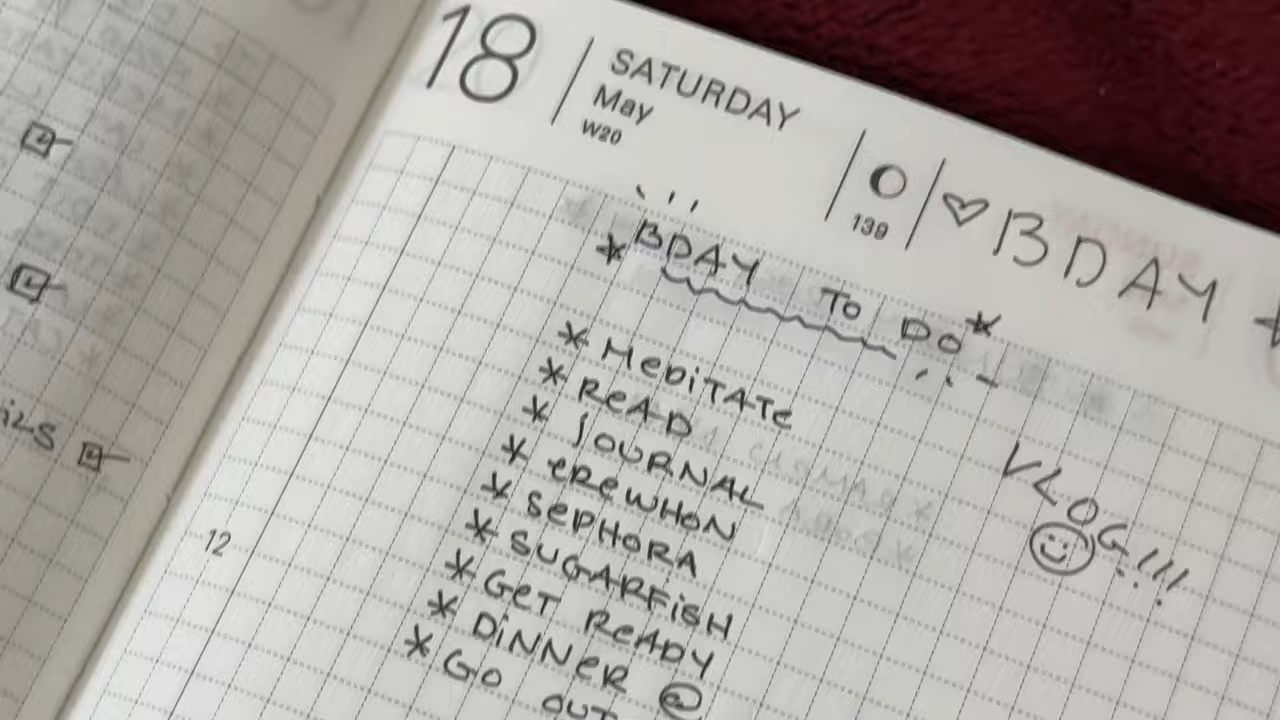 18
SATURDAY
May
W20
139
♡ BDAY
* BDAY TO DO *
* MEDITATE
* READ
* JOURNAL
* EREWHON
* SEPHORA
* SUGARFISH
* GET READY
* DINNER @
* GO OUT
VLOG!!!
12